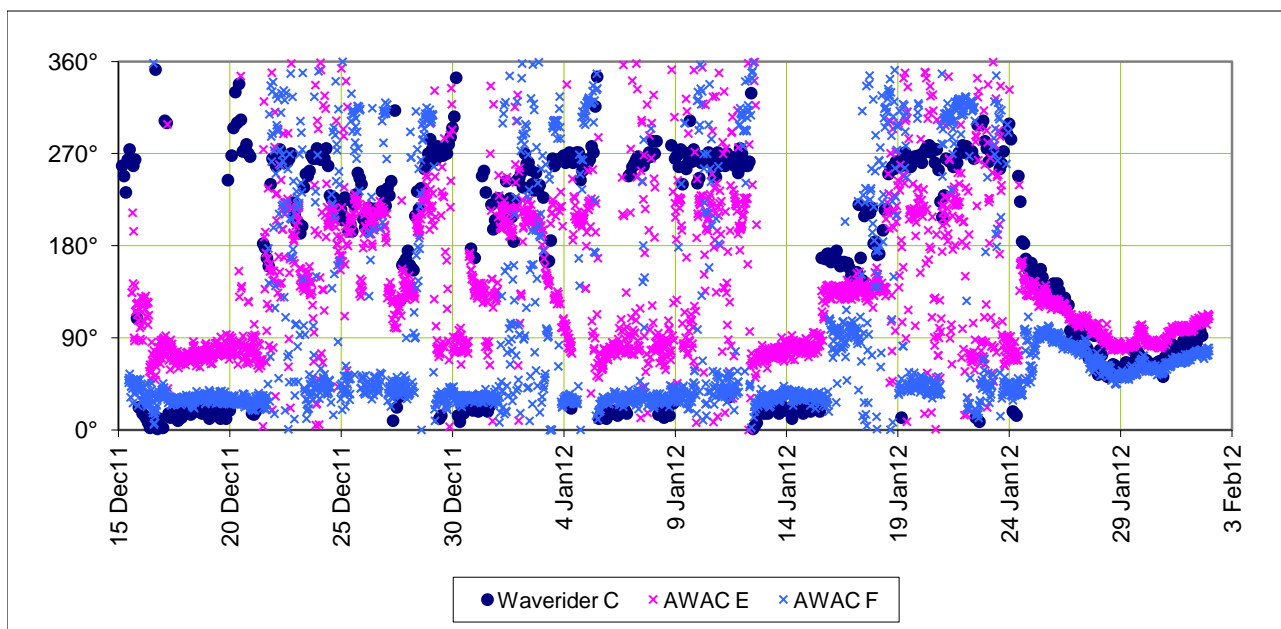 360°
270°
180°
90°
0°
15 Dec11
20 Dec11
25 Dec11
30 Dec11
4 Jan12
9 Jan12
14 Jan12
19 Jan12
24 Jan12
29 Jan12
3 Feb12
Waverider C
AWAC E
AWAC F